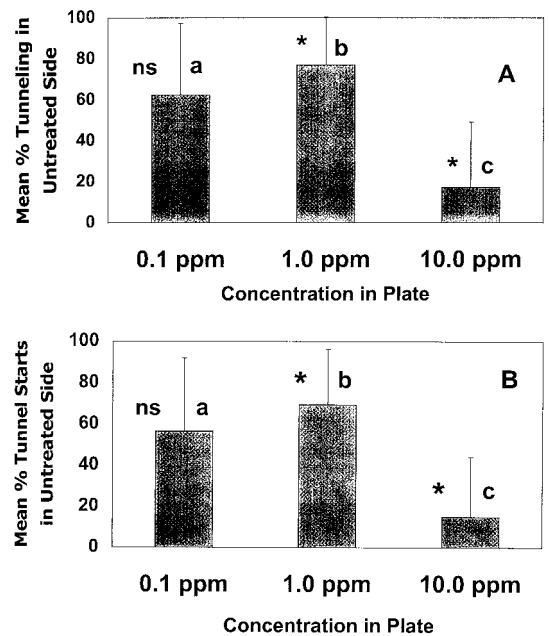 Mean % Tunneling in
Untreated Side
100
80
60
40
20
0
ns a
* b
* c
A
0.1 ppm 1.0 ppm 10.0 ppm
Concentration in Plate
Mean % Tunnel Starts
in Untreated Side
100
80
60
40
20
0
ns a
* b
* c
B
0.1 ppm 1.0 ppm 10.0 ppm
Concentration in Plate